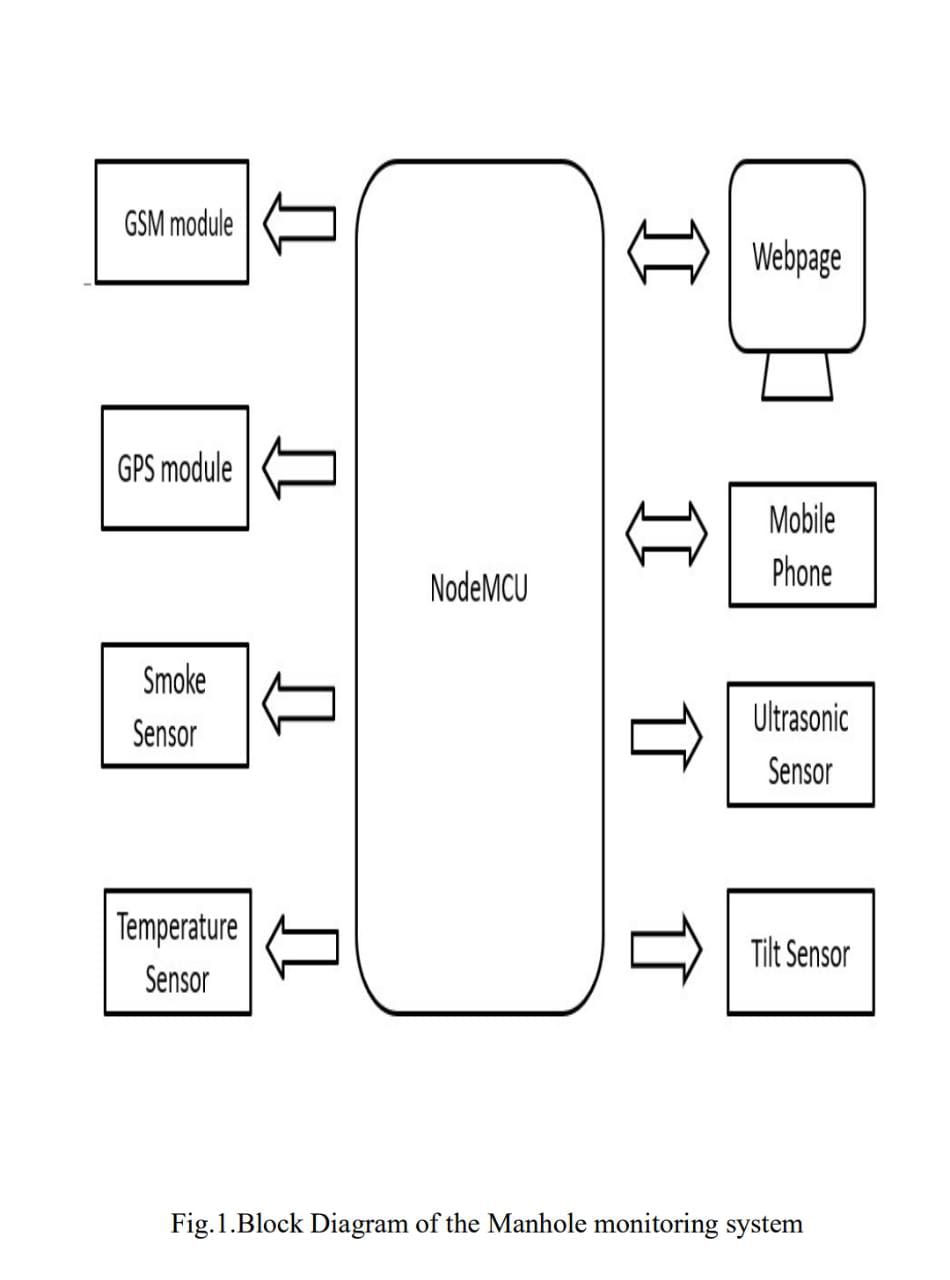 GSM module
Webpage
GPS module
Mobile
Phone
NodeMCU
Smoke
Sensor
Ultrasonic
Sensor
Temperature
Sensor
Tilt Sensor
Fig.1.Block Diagram of the Manhole monitoring system